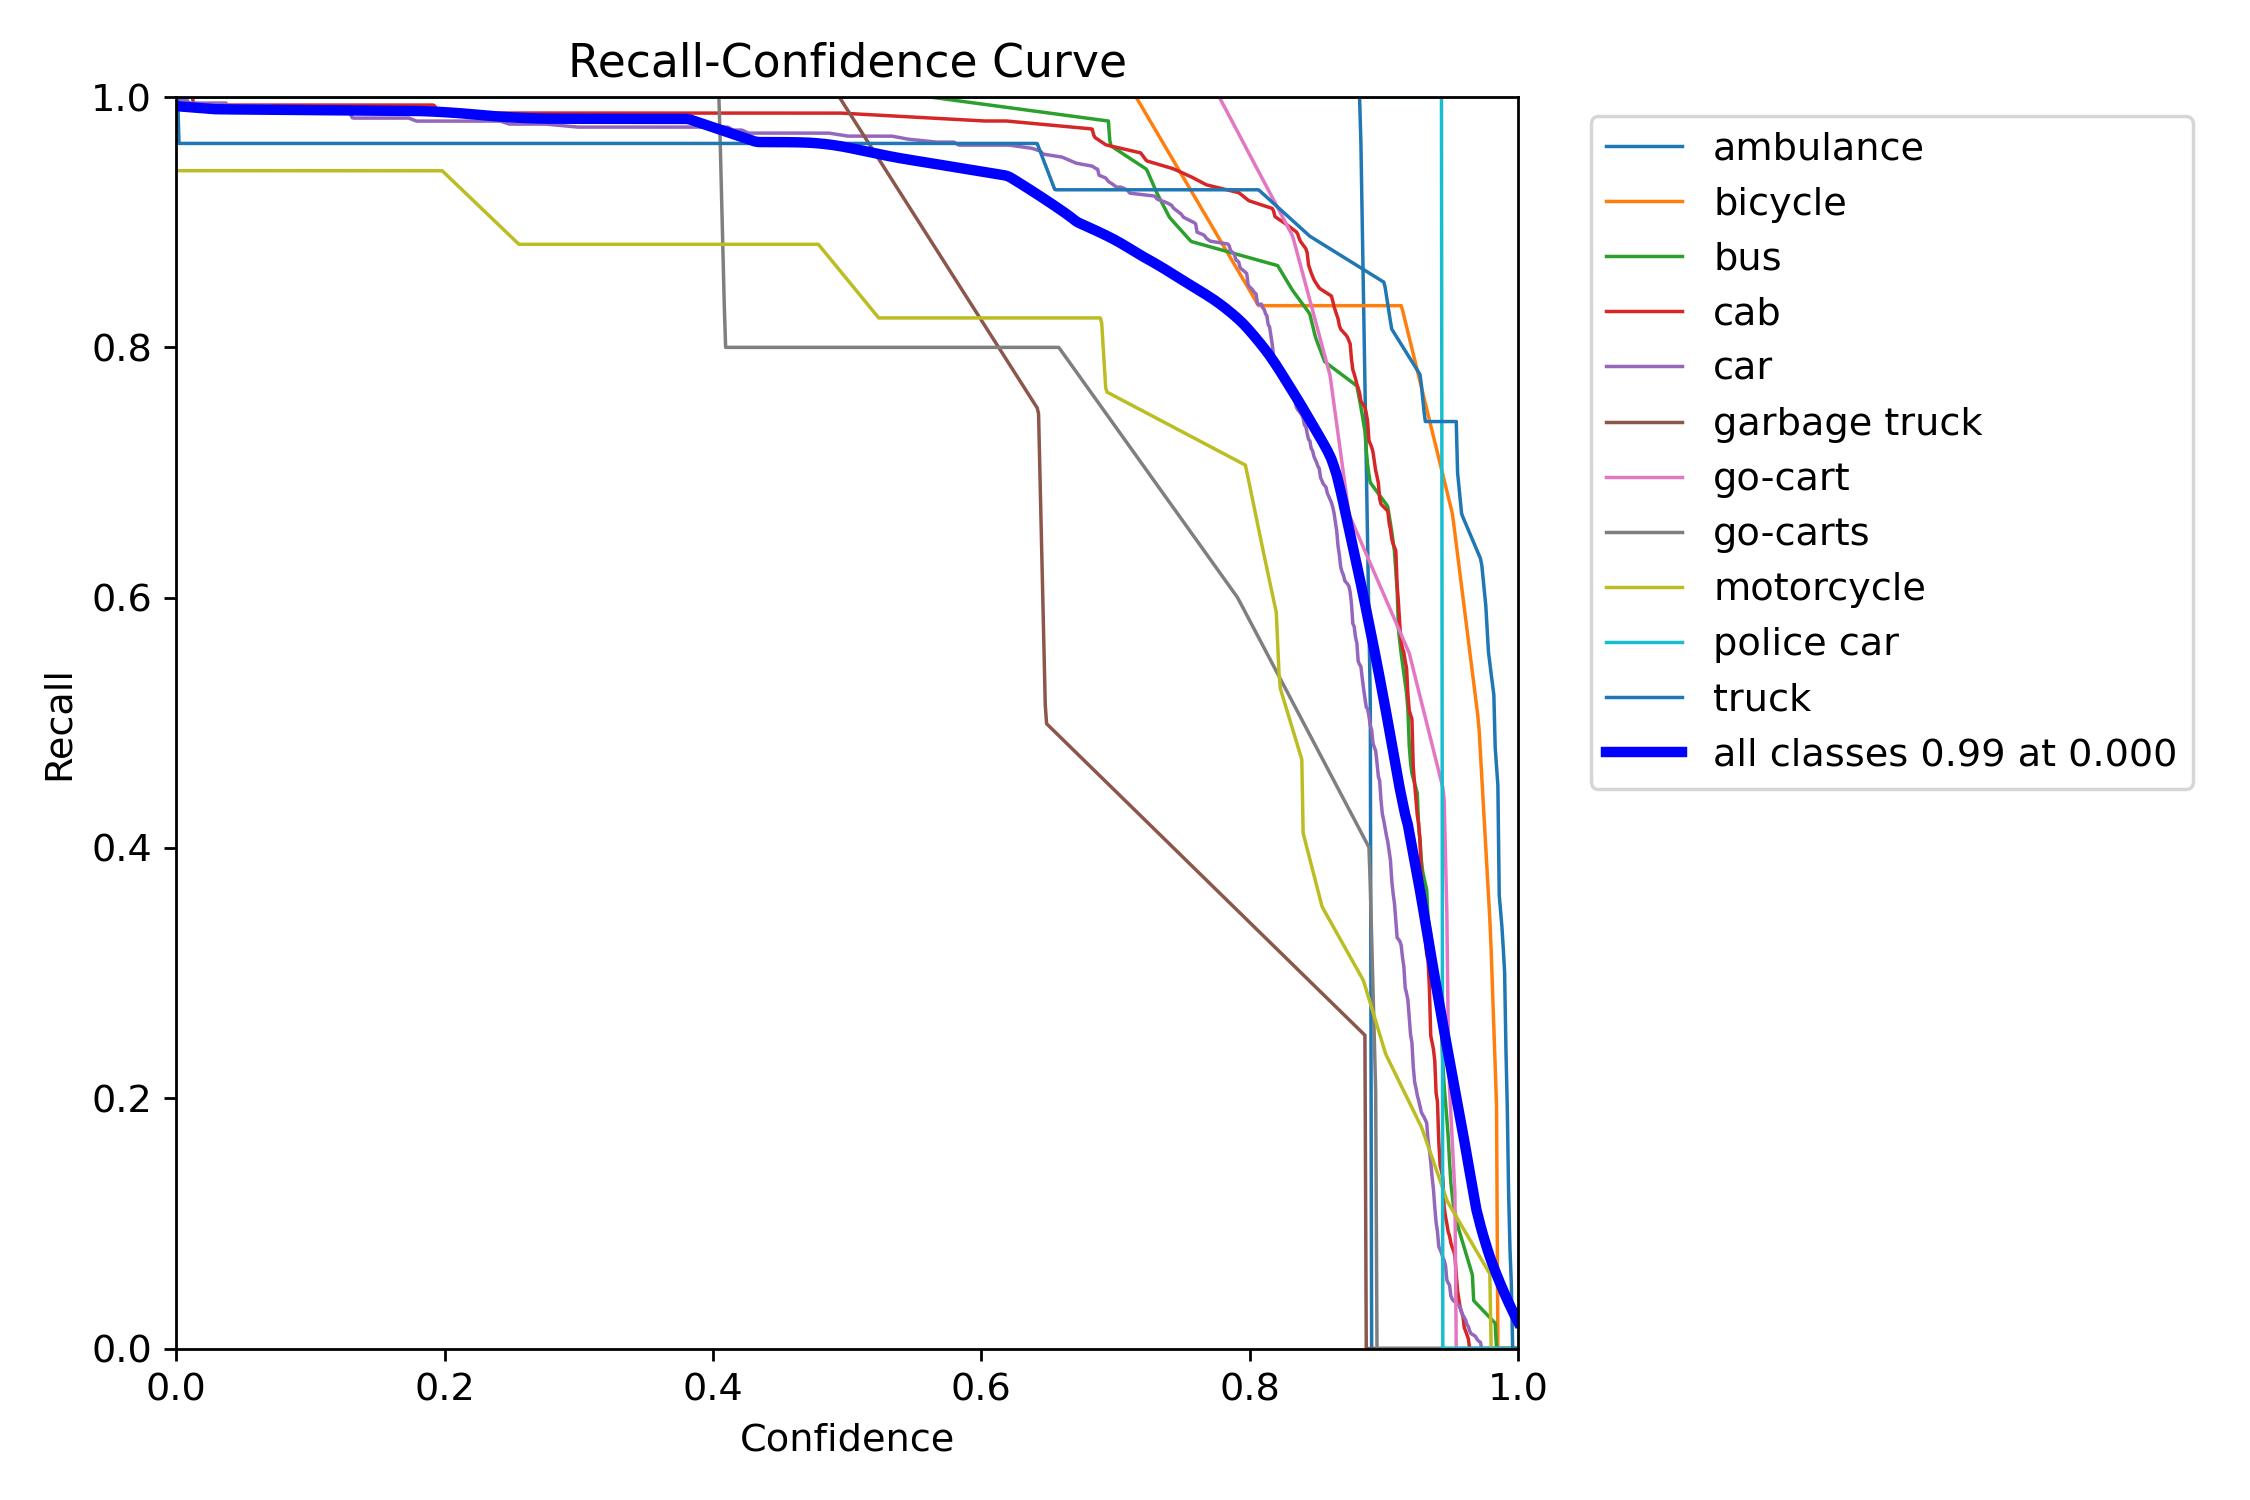 Recall-Confidence Curve
1.0
0.8
0.6
0.4
0.2
0.0
Recall
0.0 0.2 0.4 0.6 0.8 1.0
Confidence
ambulance
bicycle
bus
cab
car
garbage truck
go-cart
go-carts
motorcycle
police car
truck
all classes 0.99 at 0.000